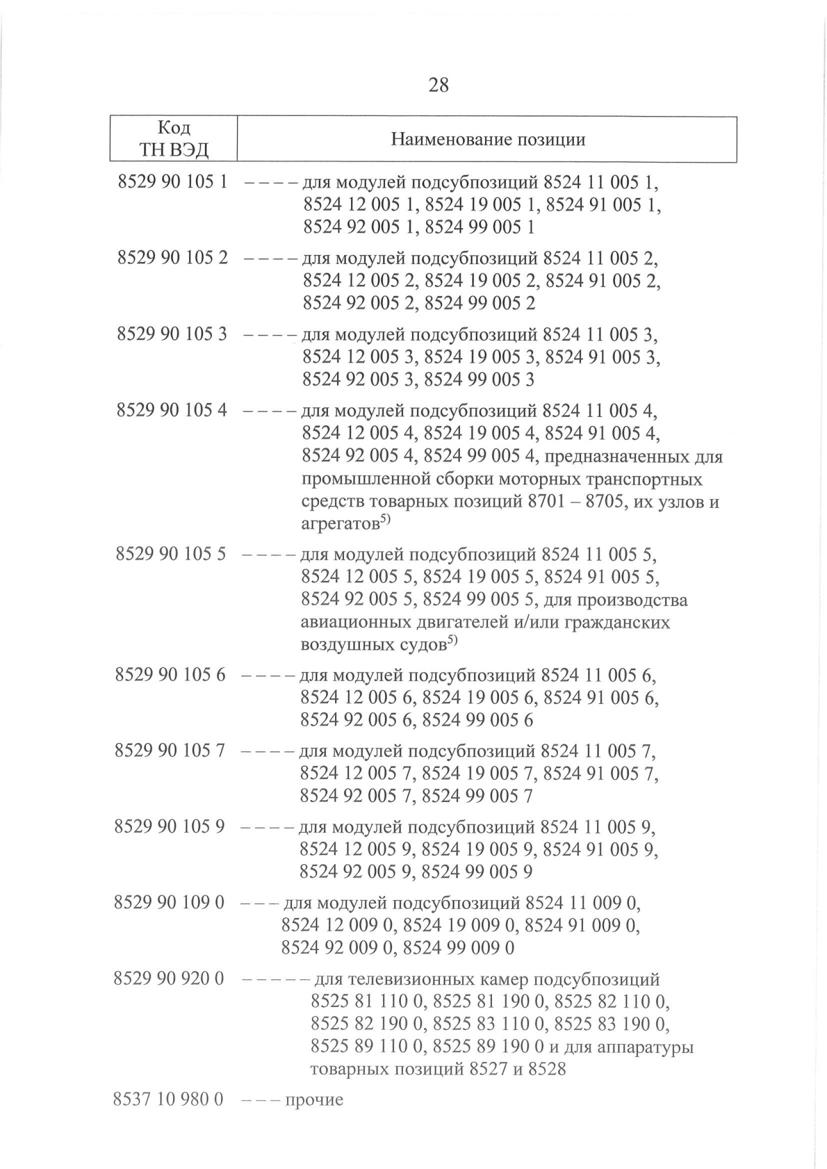 28
Код
ТН ВЭД
Наименование позиции
8529 90 105 1 – – – – для модулей подсубпозиций 8524 11 005 1,
8524 12 005 1, 8524 19 005 1, 8524 91 005 1,
8524 92 005 1, 8524 99 005 1
8529 90 105 2 – – – – для модулей подсубпозиций 8524 11 005 2,
8524 12 005 2, 8524 19 005 2, 8524 91 005 2,
8524 92 005 2, 8524 99 005 2
8529 90 105 3 – – – – для модулей подсубпозиций 8524 11 005 3,
8524 12 005 3, 8524 19 005 3, 8524 91 005 3,
8524 92 005 3, 8524 99 005 3
8529 90 105 4 – – – – для модулей подсубпозиций 8524 11 005 4,
8524 12 005 4, 8524 19 005 4, 8524 91 005 4,
8524 92 005 4, 8524 99 005 4, предназначенных для
промышленной сборки моторных транспортных
средств товарных позиций 8701 – 8705, их узлов и
агрегатов⁵⁾
8529 90 105 5 – – – – для модулей подсубпозиций 8524 11 005 5,
8524 12 005 5, 8524 19 005 5, 8524 91 005 5,
8524 92 005 5, 8524 99 005 5, для производства
авиационных двигателей и/или гражданских
воздушных судов⁵⁾
8529 90 105 6 – – – – для модулей подсубпозиций 8524 11 005 6,
8524 12 005 6, 8524 19 005 6, 8524 91 005 6,
8524 92 005 6, 8524 99 005 6
8529 90 105 7 – – – – для модулей подсубпозиций 8524 11 005 7,
8524 12 005 7, 8524 19 005 7, 8524 91 005 7,
8524 92 005 7, 8524 99 005 7
8529 90 105 9 – – – – для модулей подсубпозиций 8524 11 005 9,
8524 12 005 9, 8524 19 005 9, 8524 91 005 9,
8524 92 005 9, 8524 99 005 9
8529 90 109 0 – – – для модулей подсубпозиций 8524 11 009 0,
8524 12 009 0, 8524 19 009 0, 8524 91 009 0,
8524 92 009 0, 8524 99 009 0
8529 90 920 0 – – – – – для телевизионных камер подсубпозиций
8525 81 110 0, 8525 81 190 0, 8525 82 110 0,
8525 82 190 0, 8525 83 110 0, 8525 83 190 0,
8525 89 110 0, 8525 89 190 0 и для аппаратуры
товарных позиций 8527 и 8528
8537 10 980 0 – – – прочие